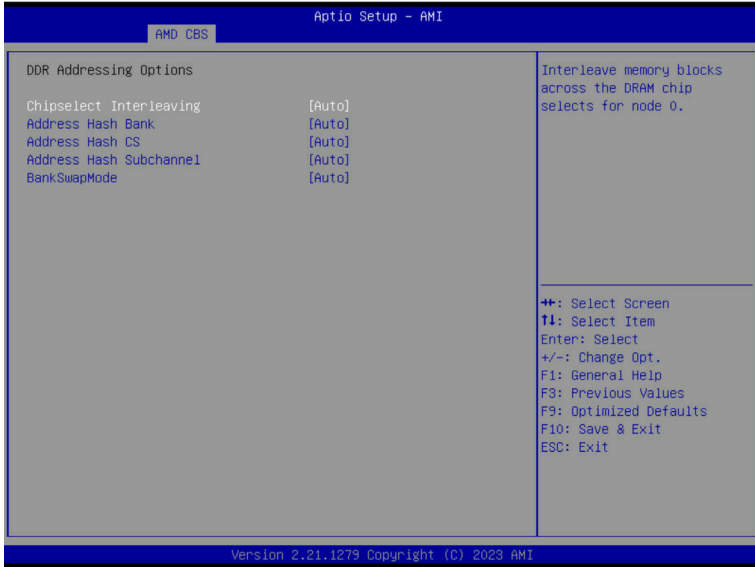 Aptio Setup – AMI
AMD CBS
DDR Addressing Options
Chipselect Interleaving [Auto]
Address Hash Bank [Auto]
Address Hash CS [Auto]
Address Hash Subchannel [Auto]
BankSwapMode [Auto]
Interleave memory blocks
across the DRAM chip
selects for node 0.
→←: Select Screen
↑↓: Select Item
Enter: Select
+/-: Change Opt.
F1: General Help
F3: Previous Values
F9: Optimized Defaults
F10: Save & Exit
ESC: Exit
Version 2.21.1279 Copyright (C) 2023 AMI